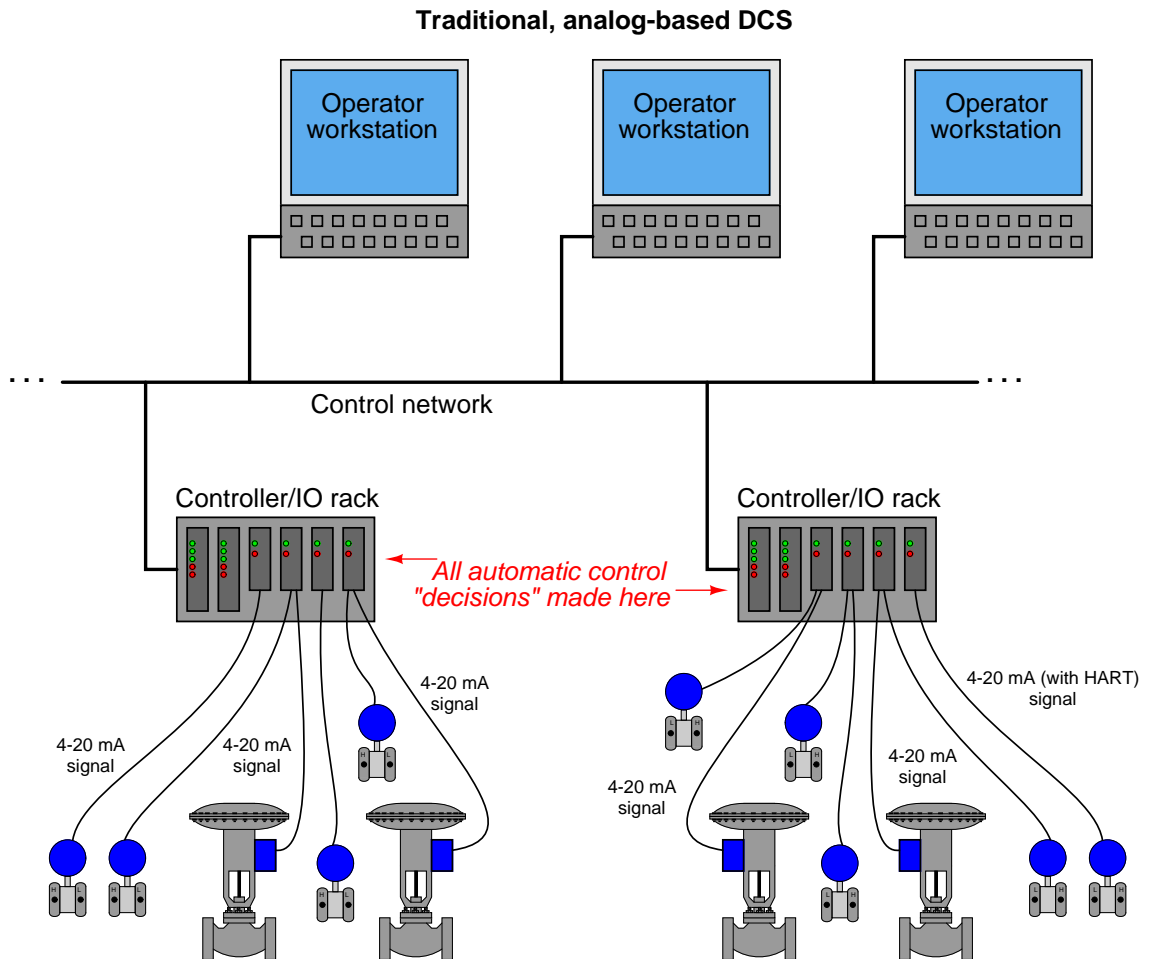 Traditional, analog-based DCS
Operator
workstation
Operator
workstation
Operator
workstation
. . .
. . .
Control network
Controller/IO rack
Controller/IO rack
All automatic control
"decisions" made here
4-20 mA
signal
4-20 mA
signal
4-20 mA
signal
4-20 mA (with HART)
signal
4-20 mA
signal
4-20 mA
signal
L H
L H
H L
H L
H L
H L
H L
L H
L H